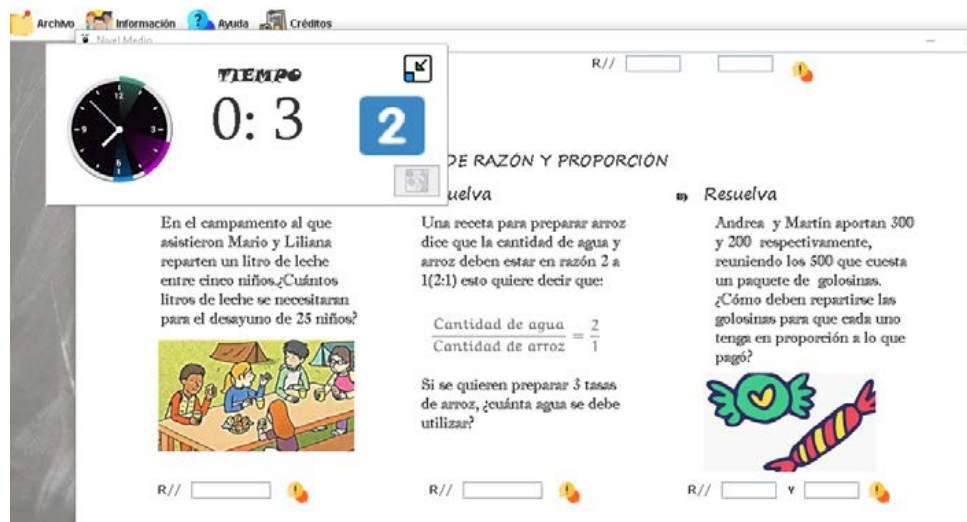 Archivo Información Ayuda Créditos
Nivel Medio
R//
TIEMPO
0: 3
2
12
3
6
9
DE RAZÓN Y PROPORCIÓN
uelva
B) Resuelva
En el campamento al que
asistieron Mario y Liliana
reparten un litro de leche
entre cinco niños.¿Cuántos
litros de leche se necesitaran
para el desayuno de 25 niños?
R//
Una receta para preparar arroz
dice que la cantidad de agua y
arroz deben estar en razón 2 a
1(2:1) esto quiere decir que:
Cantidad de agua
Cantidad de arroz
=
2
1
Si se quieren preparar 3 tasas
de arroz, ¿cuánta agua se debe
utilizar?
R//
Andrea y Martín aportan 300
y 200 respectivamente,
reuniendo los 500 que cuesta
un paquete de golosinas.
¿Cómo deben repartirse las
golosinas para que cada uno
tenga en proporción a lo que
pagó?
R// Y